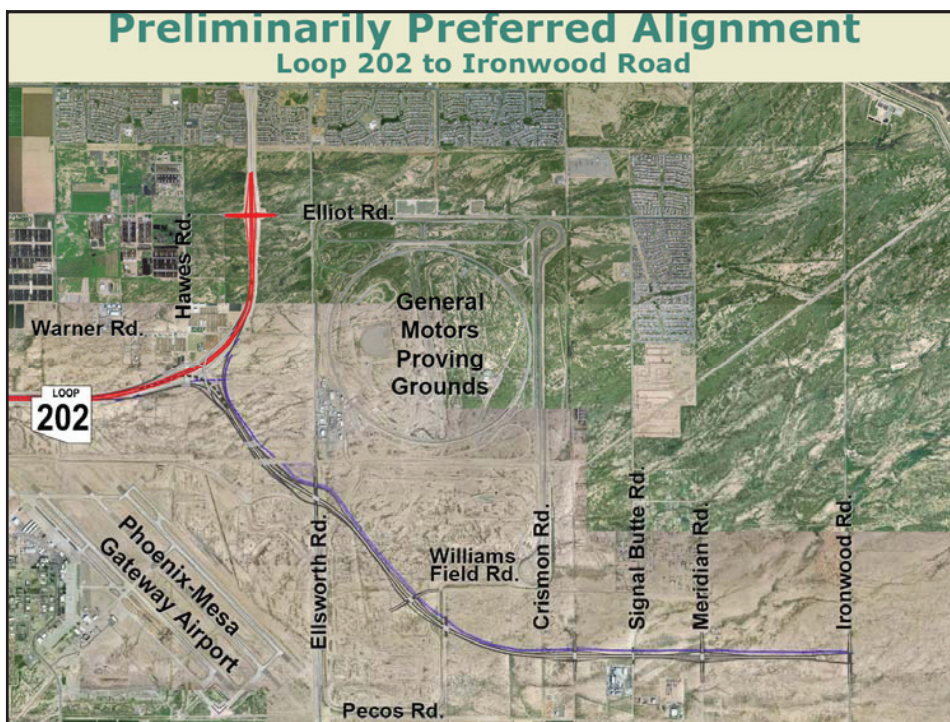 Preliminarily Preferred Alignment
Loop 202 to Ironwood Road
Elliot Rd.
Hawes Rd.
General
Motors
Proving
Grounds
Warner Rd.
LOOP
202
Phoenix-Mesa
Gateway Airport
Ellsworth Rd.
Williams
Field Rd.
Crismon Rd.
Signal Butte Rd.
Meridian Rd.
Ironwood Rd.
Pecos Rd.